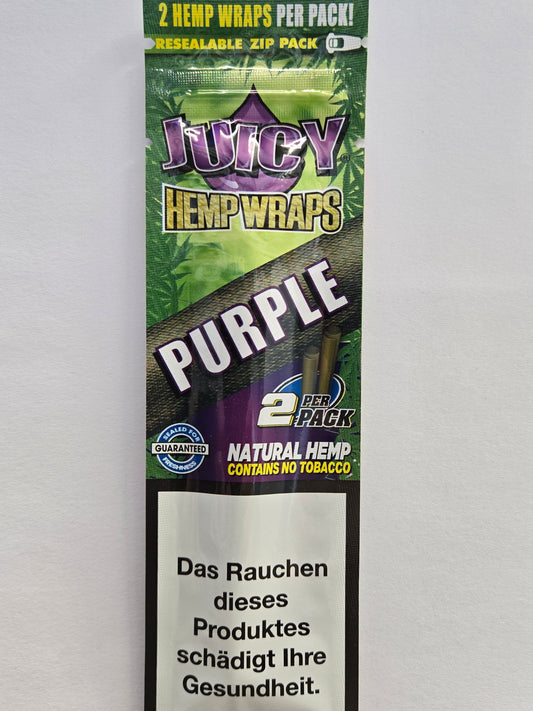 2 HEMP WRAPS PER PACK!
RESEALABLE ZIP PACK
JUICY®
HEMP WRAPS
PURPLE
2 PER PACK
SEALED FOR
GUARANTEED
FRESHNESS
NATURAL HEMP
CONTAINS NO TOBACCO
Das Rauchen
dieses
Produktes
schädigt Ihre
Gesundheit.